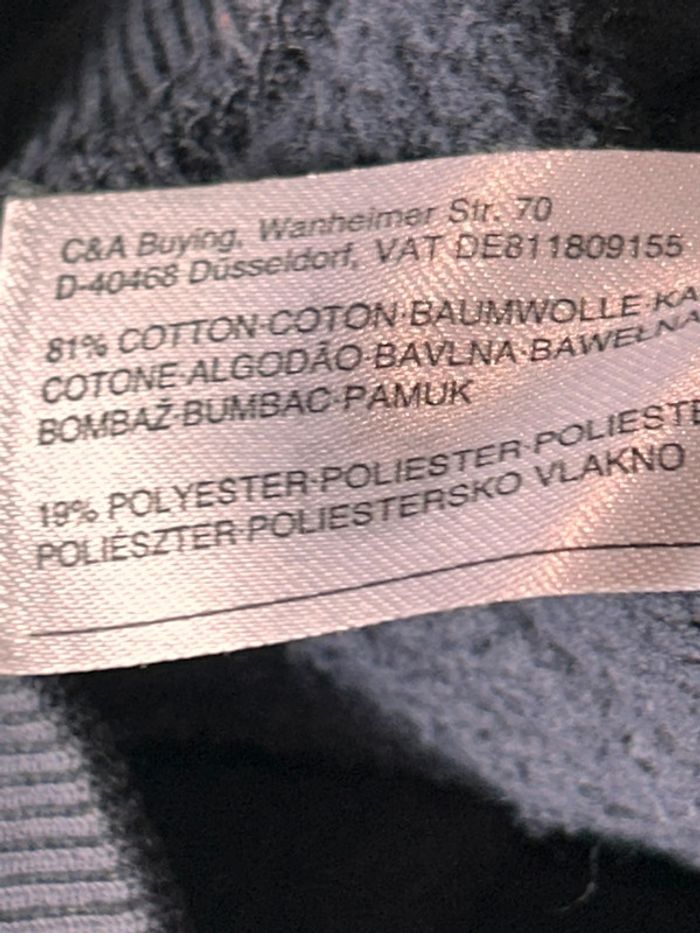 C&A Buying, Wanheimer Str. 70
D-40468 Düsseldorf, VAT DE811809155
81% COTTON·COTON·BAUMWOLLE·KA
COTONE·ALGODÃO·BAVLNA·BAWEŁNA
BOMBAŽ·BUMBAC·PAMUK
19% POLYESTER·POLIESTER·POLIESTE
POLIÉSZTER·POLIESTERSKO VLAKNO